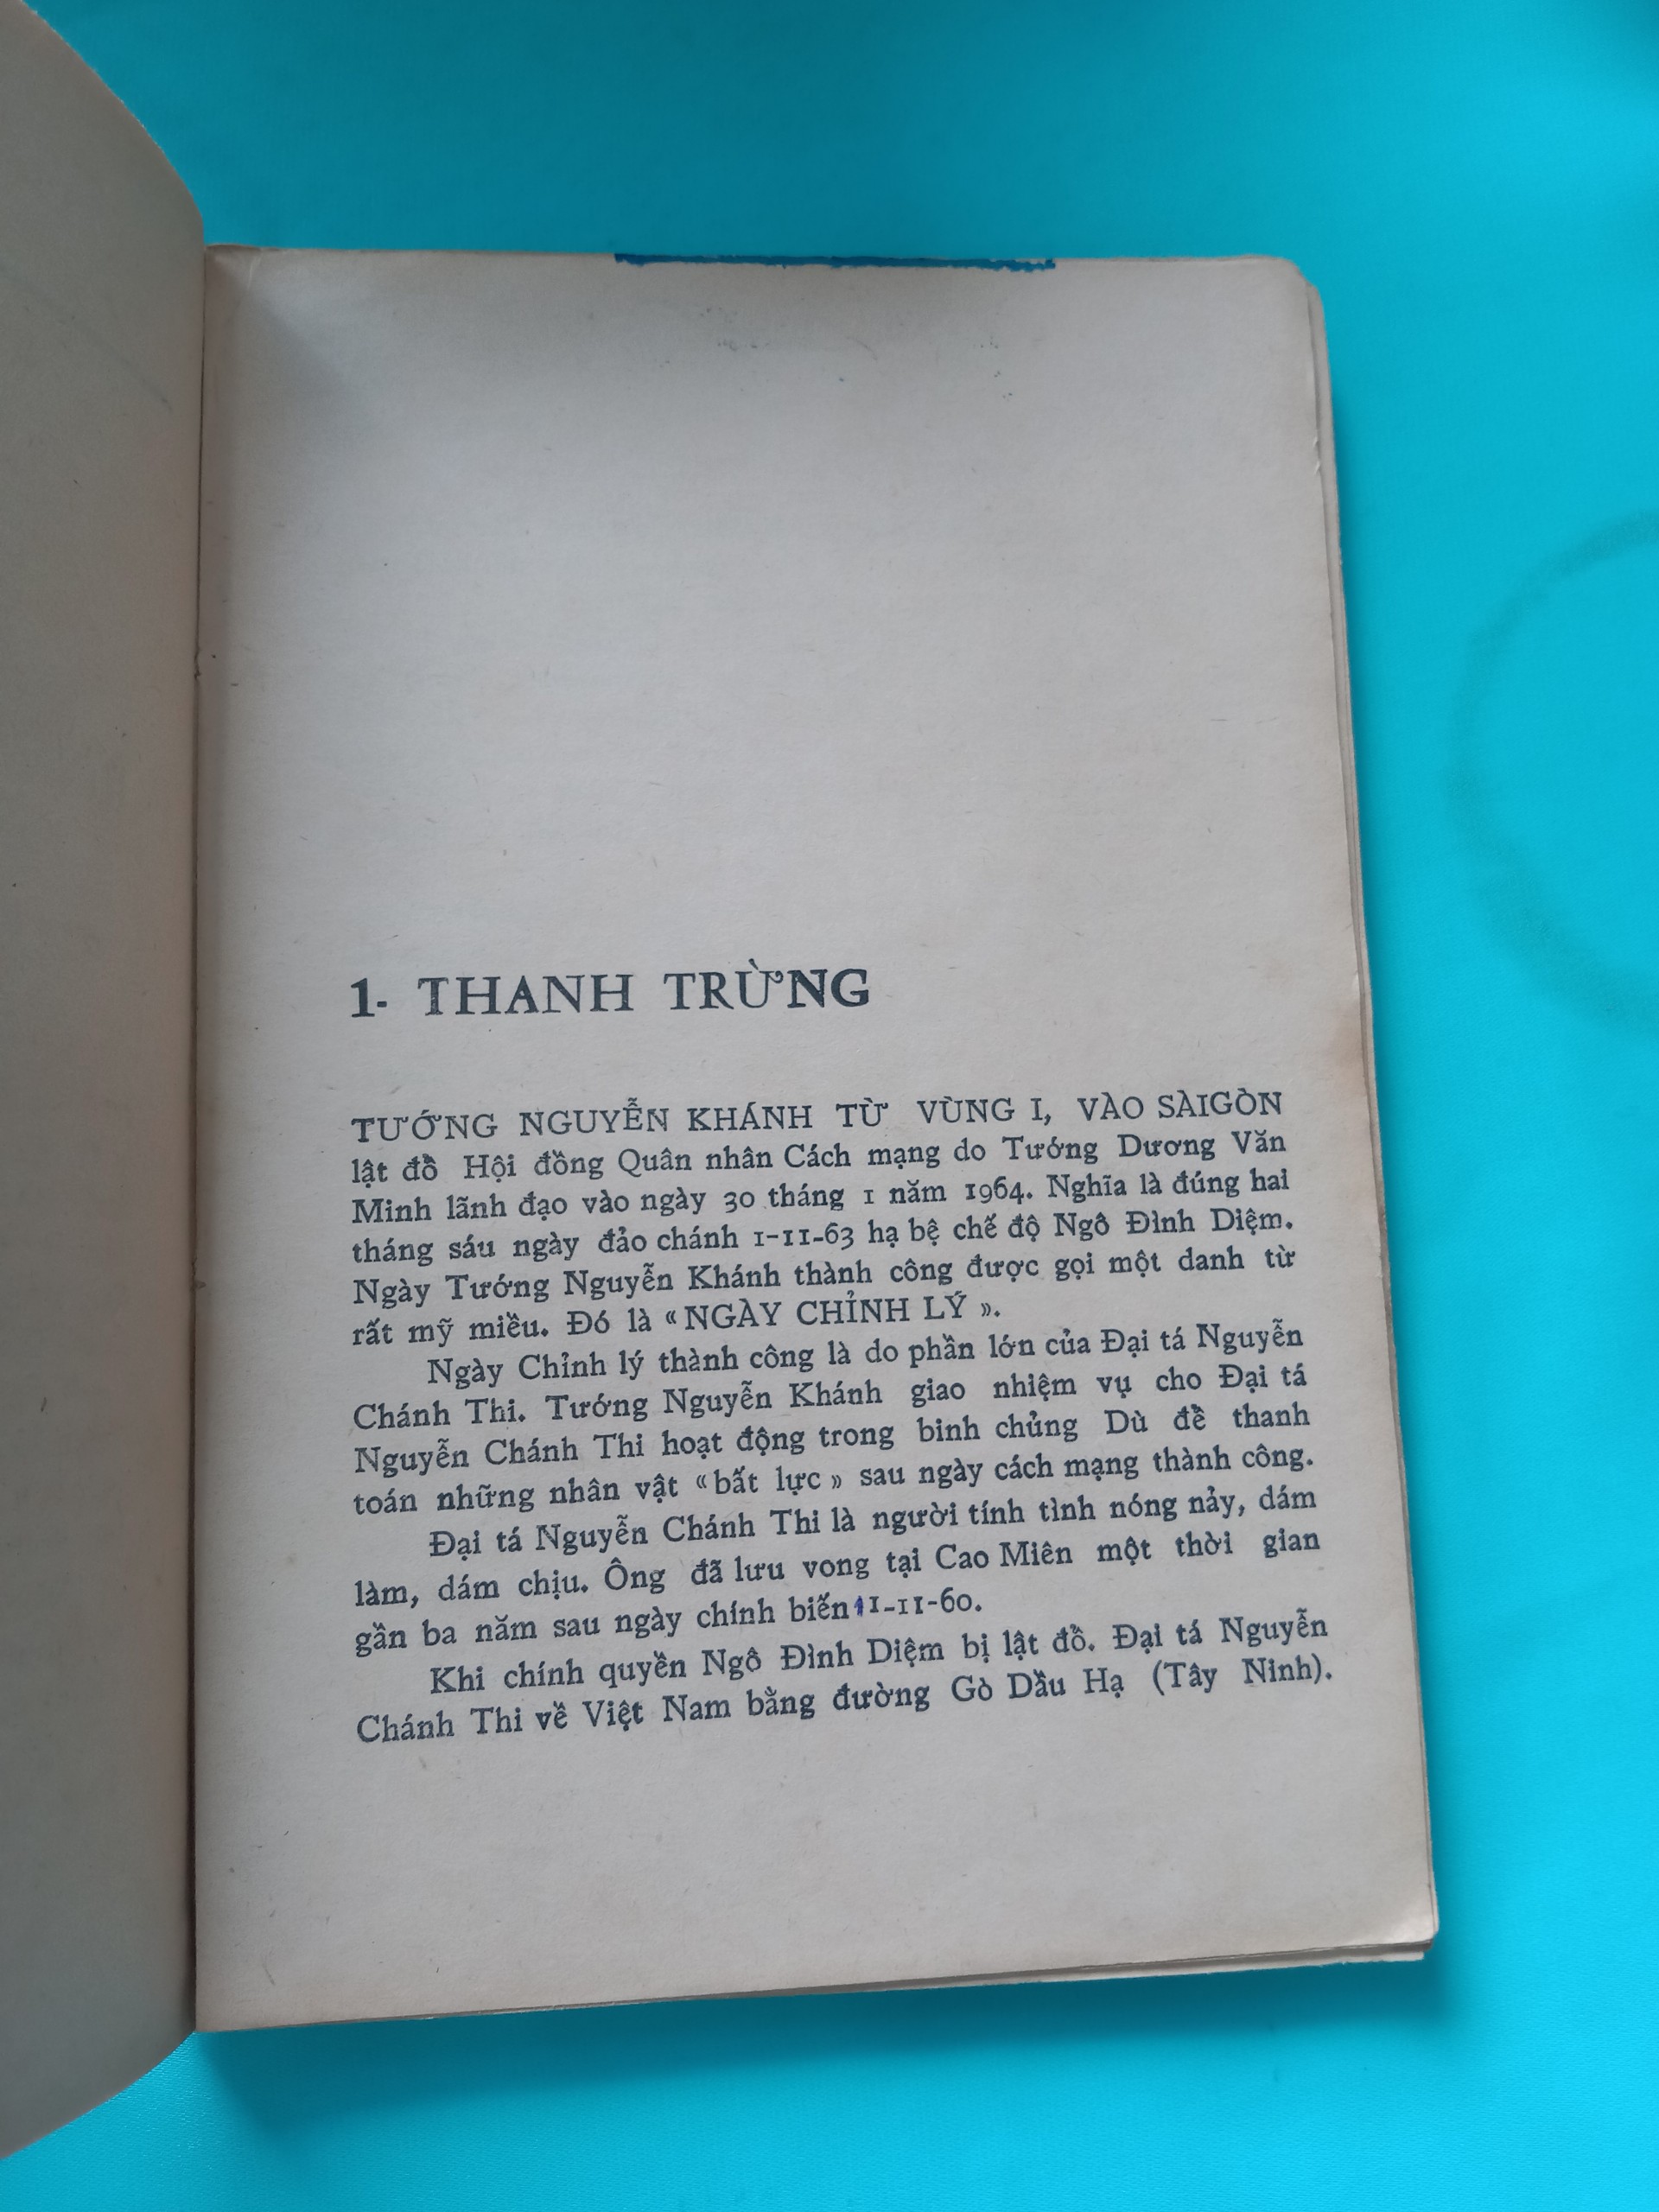 1- THANH TRỪNG
TƯỚNG NGUYỄN KHÁNH TỪ VÙNG I, VÀO SÀIGÒN
lật đổ Hội đồng Quân nhân Cách mạng do Tướng Dương Văn
Minh lãnh đạo vào ngày 30 tháng 1 năm 1964. Nghĩa là đúng hai
tháng sáu ngày đảo chánh 1-11-63 hạ bệ chế độ Ngô Đình Diệm.
Ngày Tướng Nguyễn Khánh thành công được gọi một danh từ
rất mỹ miều. Đó là «NGÀY CHỈNH LÝ ».
Ngày Chỉnh lý thành công là do phần lớn của Đại tá Nguyễn
Chánh Thi. Tướng Nguyễn Khánh giao nhiệm vụ cho Đại tá
Nguyễn Chánh Thi hoạt động trong binh chủng Dù để thanh
toán những nhân vật «bất lực» sau ngày cách mạng thành công.
Đại tá Nguyễn Chánh Thi là người tính tình nóng nảy, dám
làm, dám chịu. Ông đã lưu vong tại Cao Miên một thời gian
gần ba năm sau ngày chính biến 11-11-60.
Khi chính quyền Ngô Đình Diệm bị lật đổ. Đại tá Nguyễn
Chánh Thi về Việt Nam bằng đường Gò Dầu Hạ (Tây Ninh).